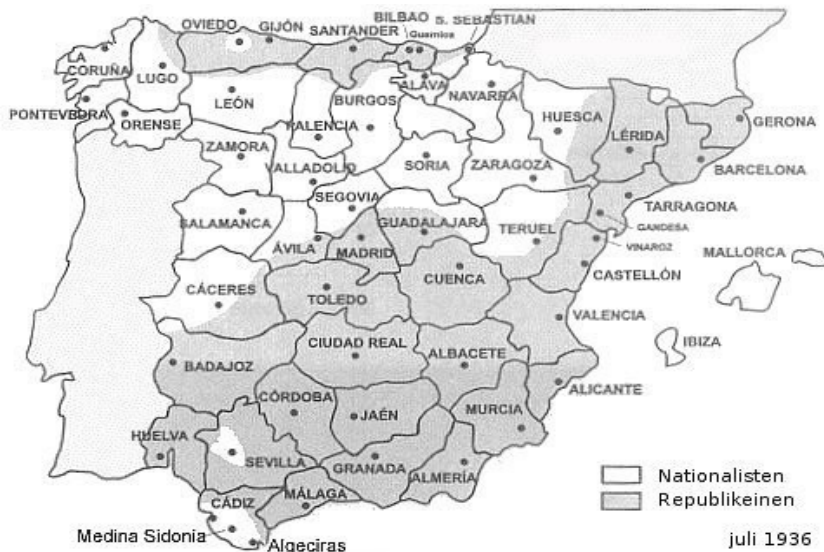 OVIEDO
GIJÓN
SANTANDER
BILBAO
Guernica
S. SEBASTIAN
LA CORUÑA
LUGO
ALAVA
NAVARRA
LEÓN
BURGOS
HUESCA
LÉRIDA
GERONA
PONTEVEDRA
ORENSE
PALENCIA
BARCELONA
ZAMORA
VALLADOLID
SORIA
ZARAGOZA
TARRAGONA
SEGOVIA
SALAMANCA
GUADALAJARA
TERUEL
GANDESA
ÁVILA
MADRID
VINAROZ
MALLORCA
CUENCA
CASTELLÓN
CÁCERES
TOLEDO
VALENCIA
IBIZA
CIUDAD REAL
ALBACETE
BADAJOZ
ALICANTE
CÓRDOBA
JAÉN
MURCIA
HUELVA
SEVILLA
GRANADA
ALMERÍA
Nationalisten
MÁLAGA
CÁDIZ
Republikeinen
Medina Sidonia
Algeciras
juli 1936